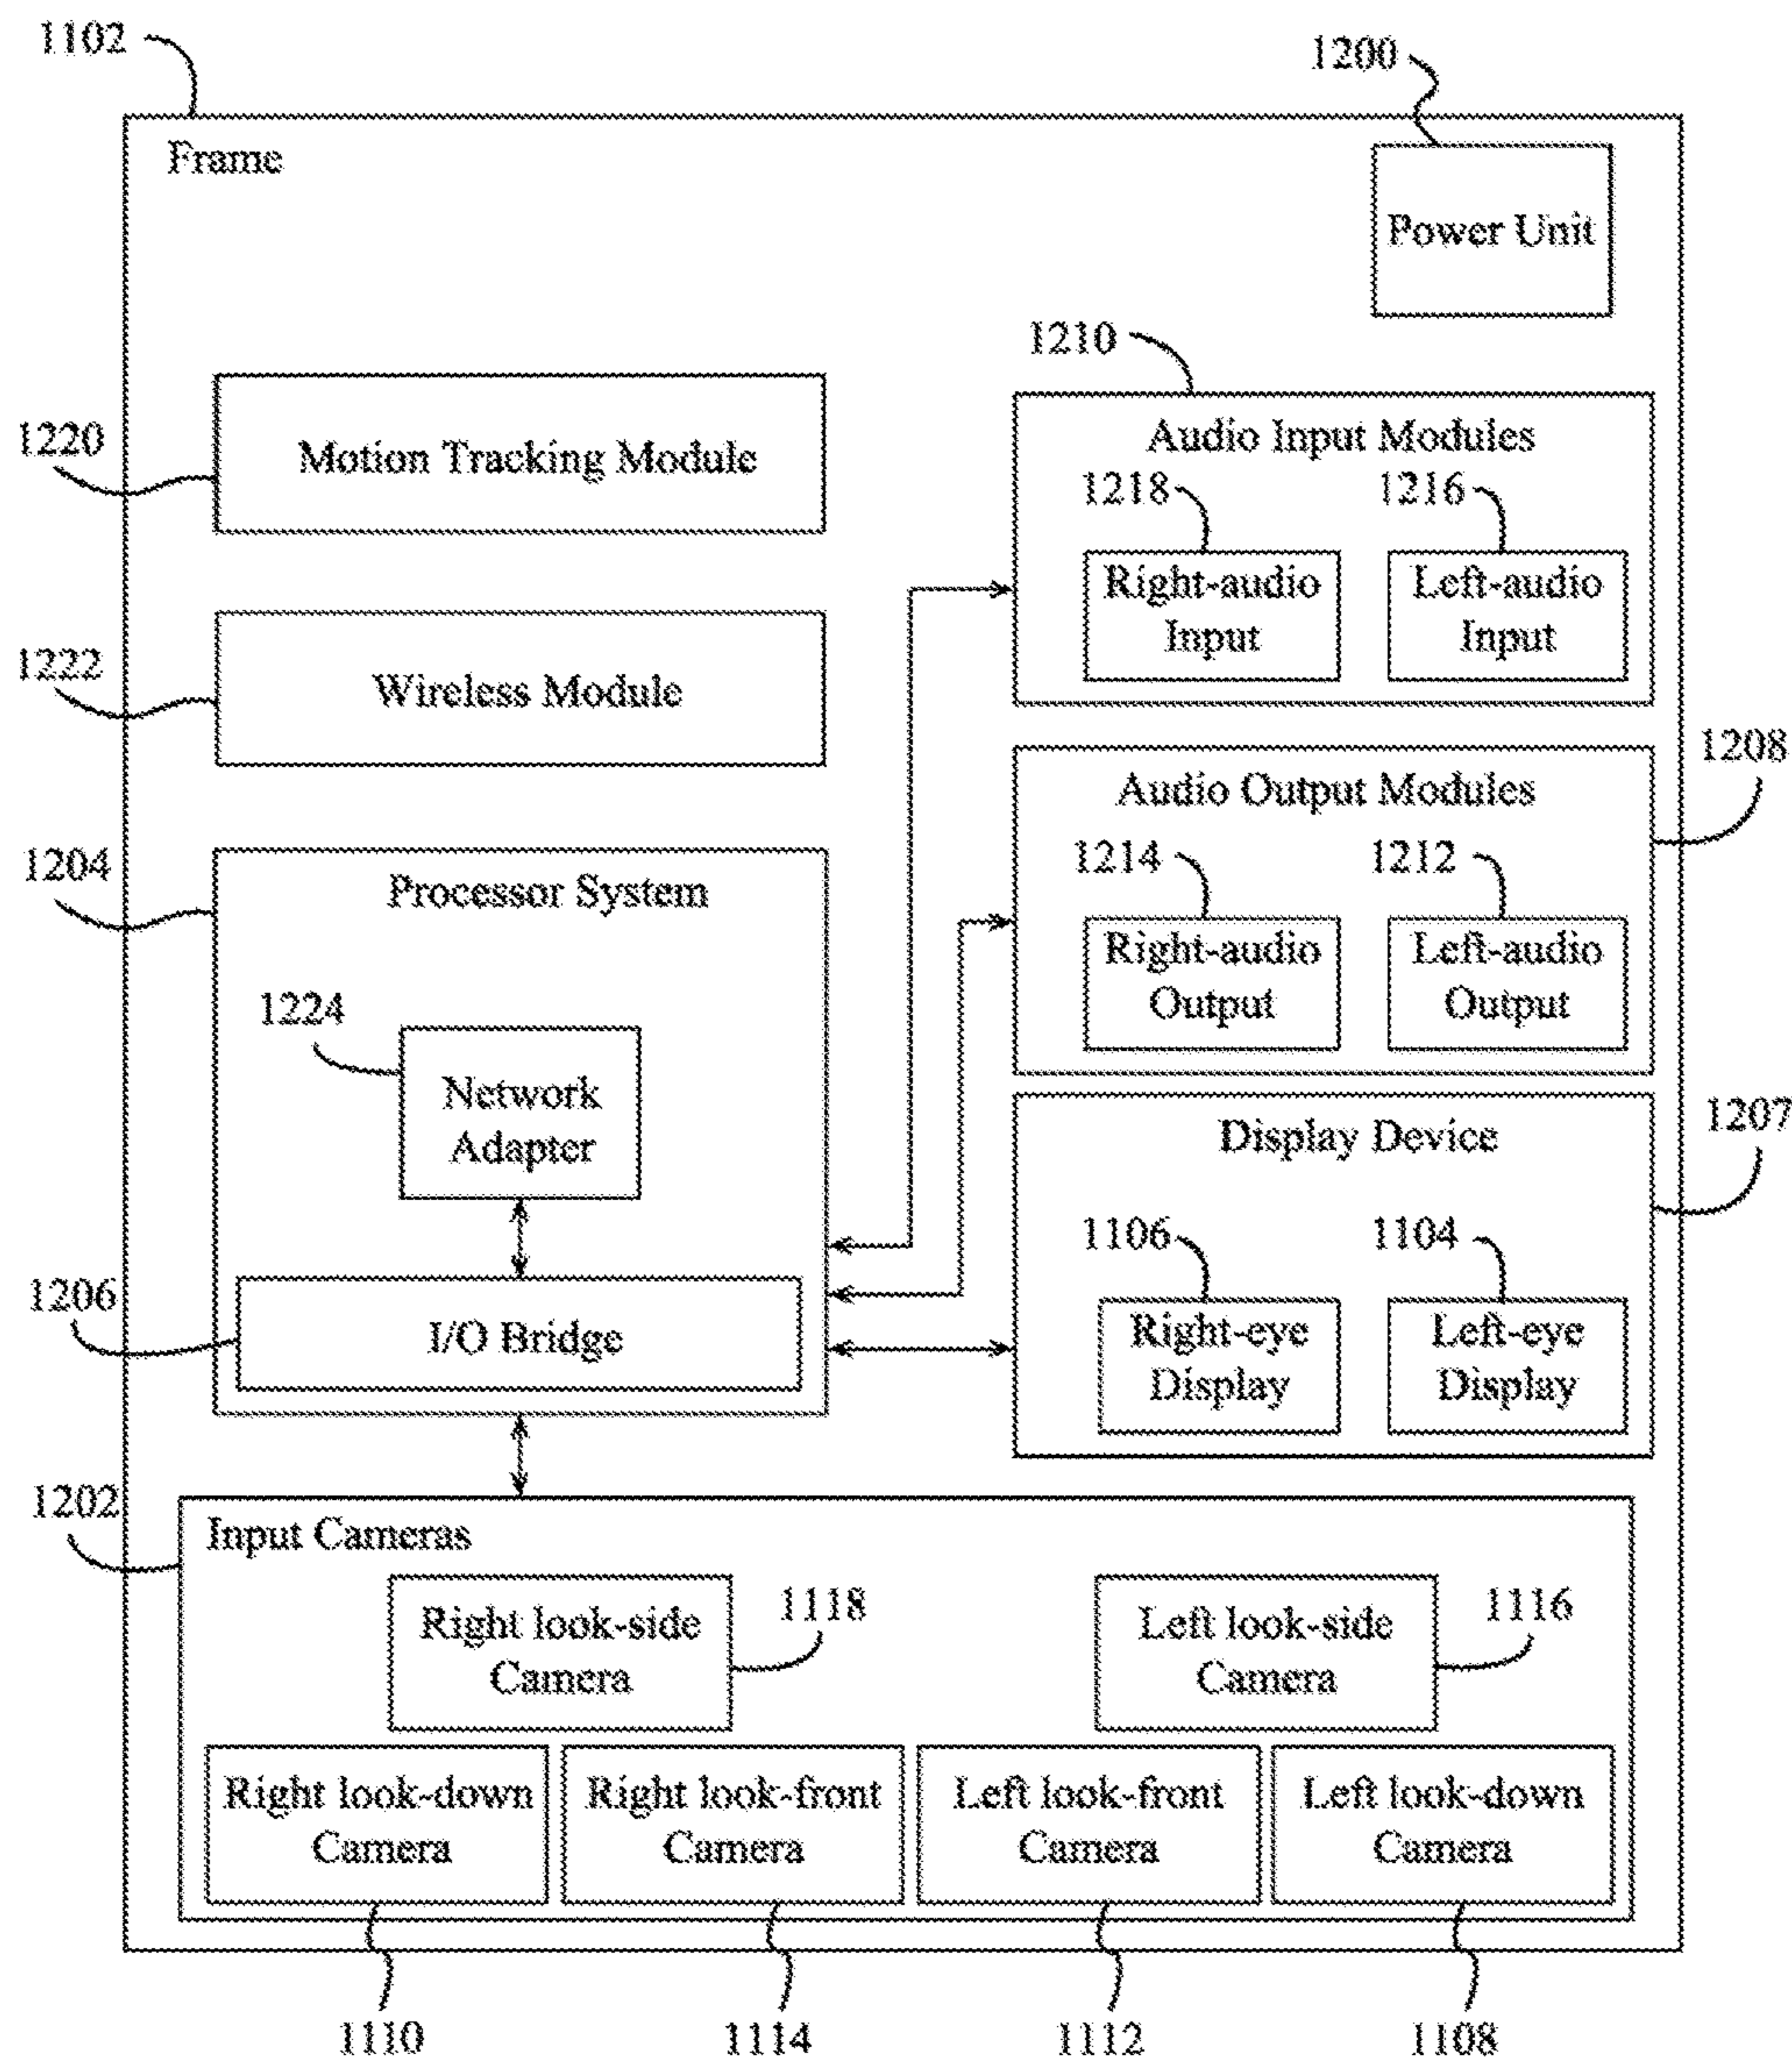 1102
1200
Frame
Power Unit
1210
1220
Motion Tracking Module
Audio Input Modules
1218
1216
Right-audio
Input
Left-audio
Input
1222
Wireless Module
1208
Audio Output Modules
1214
1212
Right-audio
Output
Left-audio
Output
1204
Processor System
1224
Network
Adapter
1207
Display Device
1106
1104
Right-eye
Display
Left-eye
Display
1206
I/O Bridge
1202
Input Cameras
Right look-side
Camera
1118
Left look-side
Camera
1116
Right look-down
Camera
Right look-front
Camera
Left look-front
Camera
Left look-down
Camera
1110
1114
1112
1108